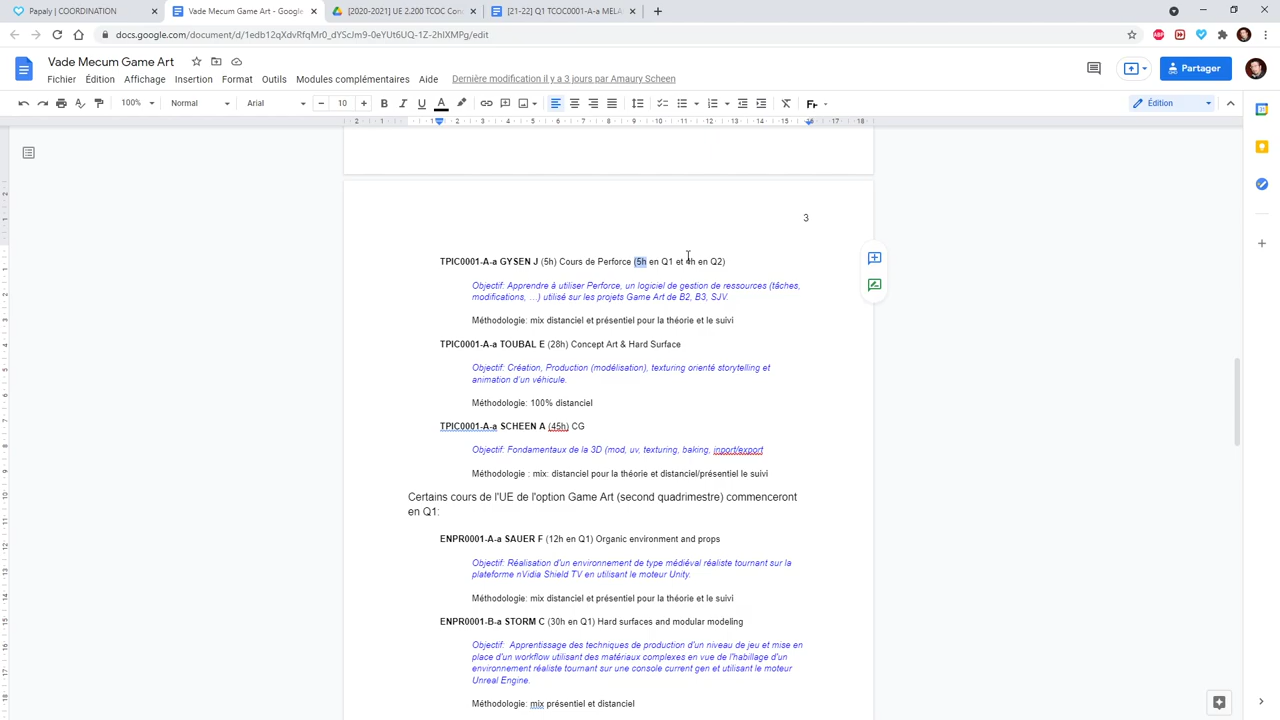 Papaly | COORDINATION
Vade Mecum Game Art - Google
[2020-2021] UE 2.200 TCDC Con
[21-22] Q1 TCOC0001-A-a MELA
docs.google.com/document/d/1edb12qXdvRfqMr0_dYScJm9-0eYUt6UQ-1Z-2hIXMPg/edit
Vade Mecum Game Art
Fichier Édition Affichage Insertion Format Outils Modules complémentaires Aide Dernière modification il y a 3 jours par Amaury Scheen
Partager
100% Normal Arial 10 Édition
3
TPIC0001-A-a GYSEN J (5h) Cours de Perforce (5h en Q1 et 6h en Q2)
Objectif: Apprendre à utiliser Perforce, un logiciel de gestion de ressources (tâches,
modifications, …) utilisé sur les projets Game Art de B2, B3, SJV.
Méthodologie: mix distanciel et présentiel pour la théorie et le suivi
TPIC0001-A-a TOUBAL E (28h) Concept Art & Hard Surface
Objectif: Création, Production (modélisation), texturing orienté storytelling et
animation d'un véhicule.
Méthodologie: 100% distanciel
TPIC0001-A-a SCHEEN A (45h) CG
Objectif: Fondamentaux de la 3D (mod, uv, texturing, baking, inport/export
Méthodologie : mix: distanciel pour la théorie et distanciel/présentiel le suivi
Certains cours de l'UE de l'option Game Art (second quadrimestre) commenceront
en Q1:
ENPR0001-A-a SAUER F (12h en Q1) Organic environment and props
Objectif: Réalisation d'un environnement de type médiéval réaliste tournant sur la
plateforme nVidia Shield TV en utilisant le moteur Unity.
Méthodologie: mix distanciel et présentiel pour la théorie et le suivi
ENPR0001-B-a STORM C (30h en Q1) Hard surfaces and modular modeling
Objectif: Apprentissage des techniques de production d'un niveau de jeu et mise en
place d'un workflow utilisant des matériaux complexes en vue de l'habillage d'un
environnement réaliste tournant sur une console current gen et utilisant le moteur
Unreal Engine.
Méthodologie: mix présentiel et distanciel